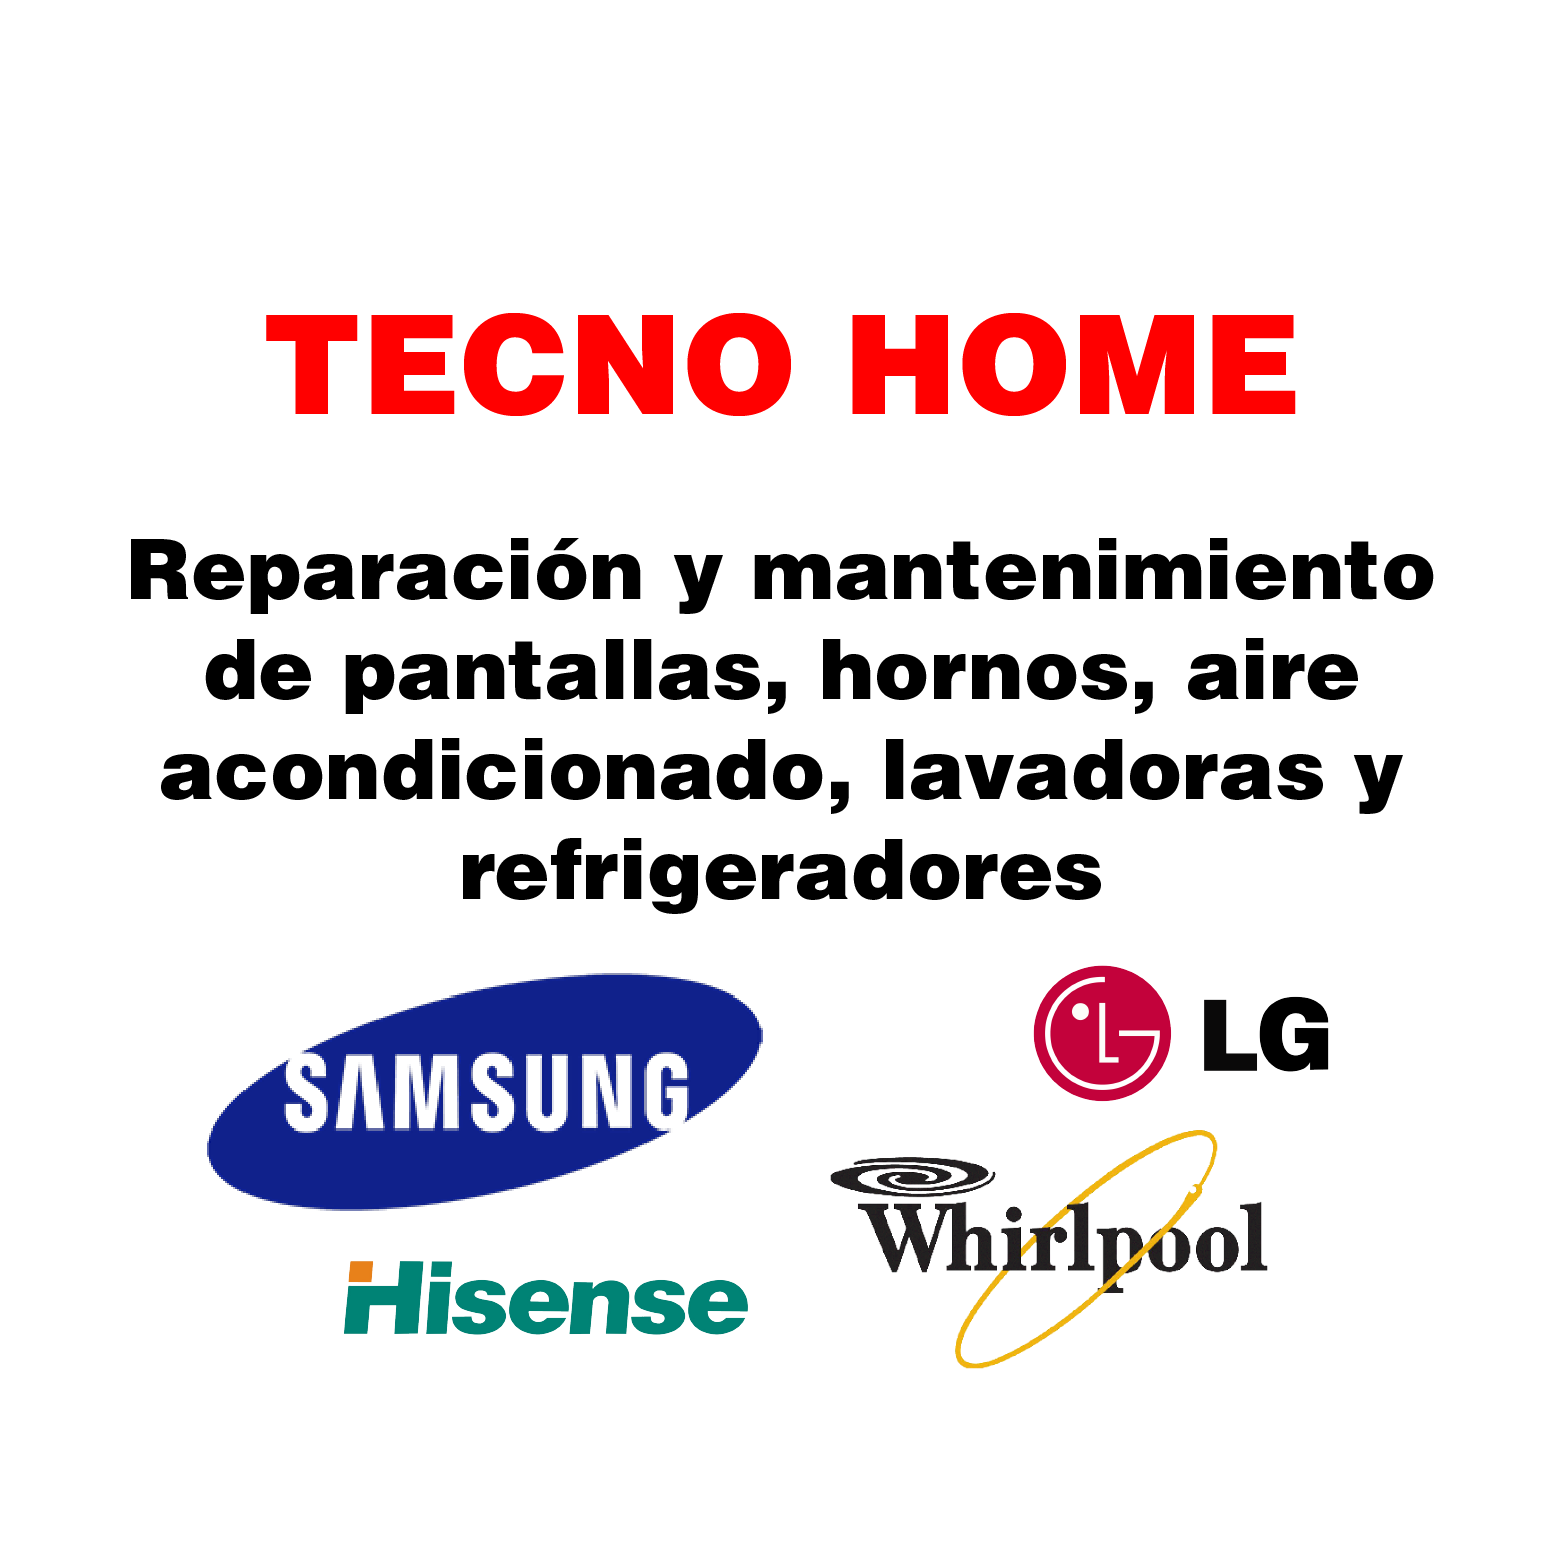 TECNO HOME
Reparación y mantenimiento
de pantallas, hornos, aire
acondicionado, lavadoras y
refrigeradores
SAMSUNG
LG
Whirlpool
Hisense